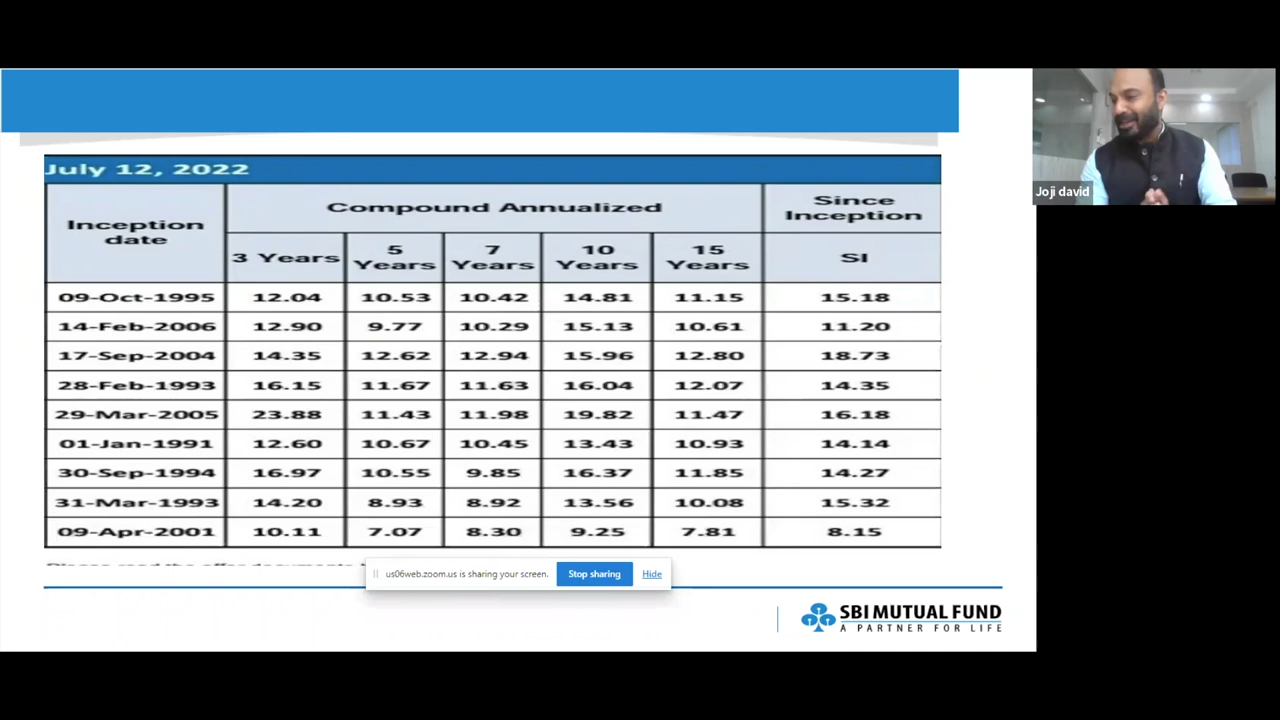 July 12, 2022
Inception date
Compound Annualized
Since Inception
3 Years
5 Years
7 Years
10 Years
15 Years
SI
09-Oct-1995 12.04 10.53 10.42 14.81 11.15 15.18
14-Feb-2006 12.90 9.77 10.29 15.13 10.61 11.20
17-Sep-2004 14.35 12.62 12.94 15.96 12.80 18.73
28-Feb-1993 16.15 11.67 11.63 16.04 12.07 14.35
29-Mar-2005 23.88 11.43 11.98 19.82 11.47 16.18
01-Jan-1991 12.60 10.67 10.45 13.43 10.93 14.14
30-Sep-1994 16.97 10.55 9.85 16.37 11.85 14.27
31-Mar-1993 14.20 8.93 8.92 13.56 10.08 15.32
09-Apr-2001 10.11 7.07 8.30 9.25 7.81 8.15
us06web.zoom.us is sharing your screen. Stop sharing Hide
SBI MUTUAL FUND
A PARTNER FOR LIFE
Joji david